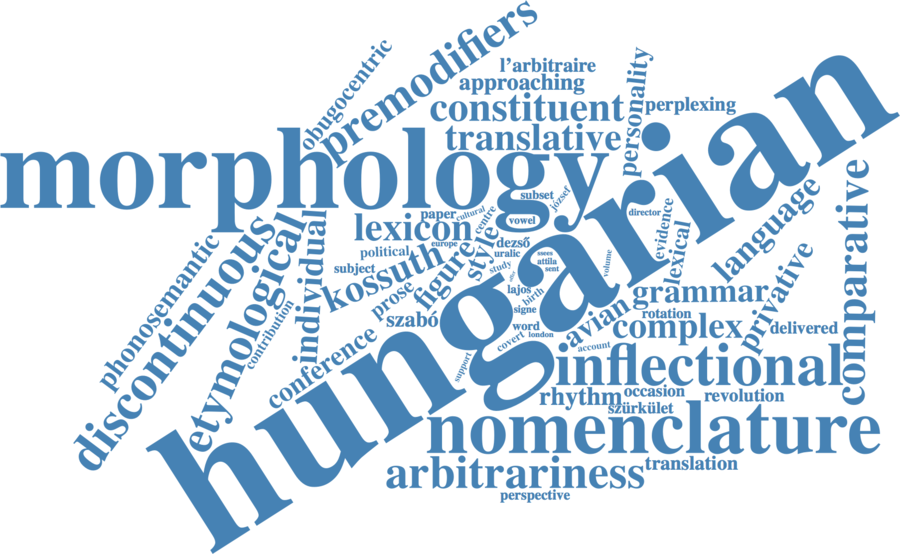 premodifiers
obugocentric
l'arbitraire
approaching
personality
constituent
perplexing
translative
morphology
hungarian
subset
józsef
comparative
language
paper
cultural
centre
vowel
director
evidence
lexicon
style
dezső
europe
uralic
political
figure
ssees
attila
sent
study
volume
lexical
subject
kossuth
phonosemantic
discontinuous
etymological
individual
contribution
prose
lajos
birth
signe
grammar
privative
szabó
avian
rotation
word
complex
delivered
covert
london
account
conference
support
inflectional
rhythm
occasion
revolution
szürkület
nomenclature
arbitrariness
translation
perspective